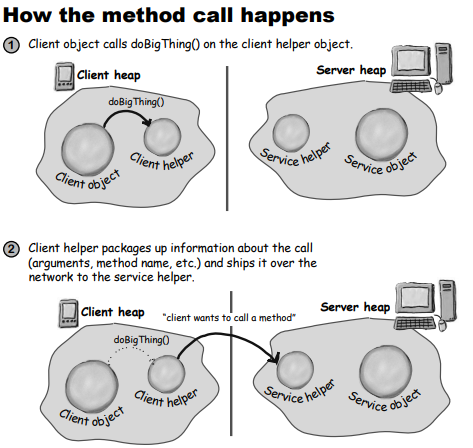 How the method call happens
1 Client object calls doBigThing() on the client helper object.
Client heap
Server heap
doBigThing()
Client object
Client helper
Service helper
Service object
2 Client helper packages up information about the call
(arguments, method name, etc.) and ships it over the
network to the service helper.
Client heap
Server heap
“client wants to call a method”
doBigThing()
Client object
Client helper
Service helper
Service object